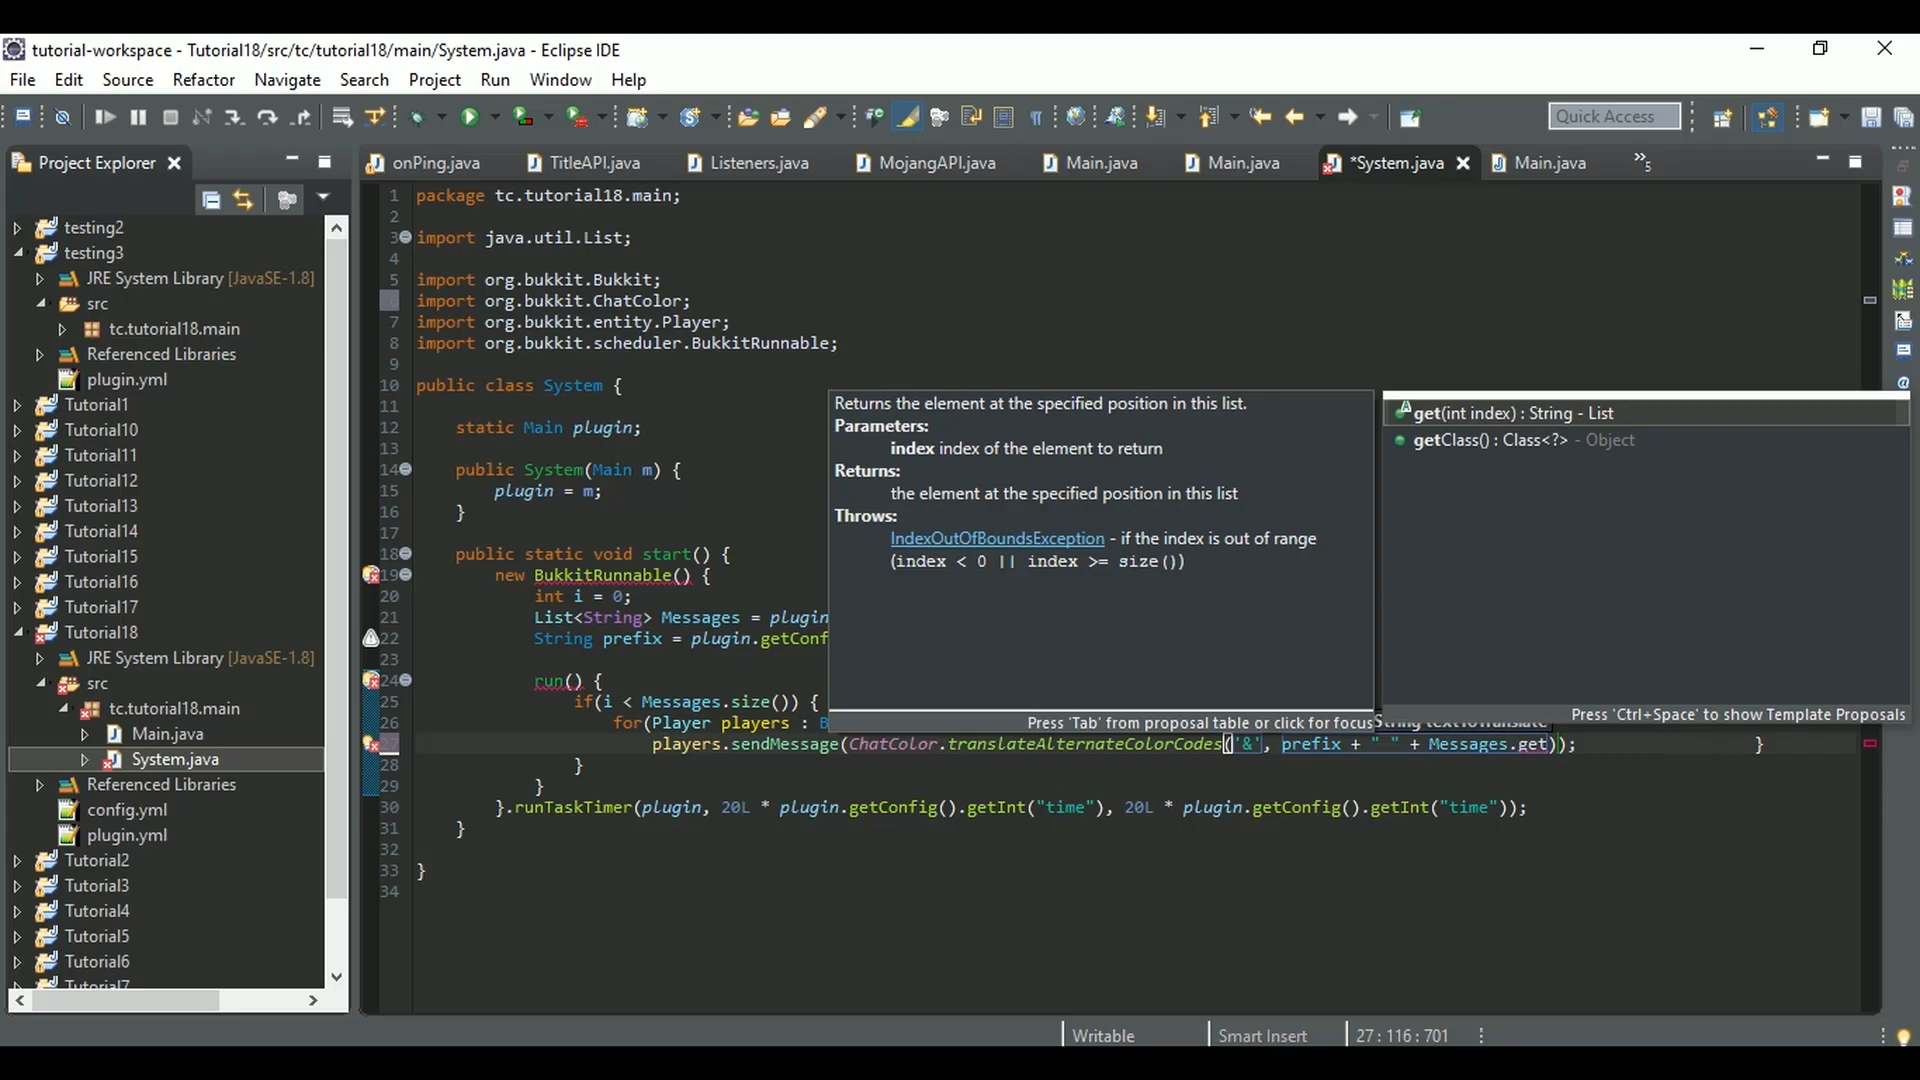 tutorial-workspace - Tutorial18/src/tc/tutorial18/main/System.java - Eclipse IDE
File Edit Source Refactor Navigate Search Project Run Window Help
Quick Access
Project Explorer
onPing.java TitleAPI.java Listeners.java MojangAPI.java Main.java Main.java *System.java Main.java »5
testing2
testing3
JRE System Library [JavaSE-1.8]
src
tc.tutorial18.main
Referenced Libraries
plugin.yml
Tutorial1
Tutorial10
Tutorial11
Tutorial12
Tutorial13
Tutorial14
Tutorial15
Tutorial16
Tutorial17
Tutorial18
JRE System Library [JavaSE-1.8]
src
tc.tutorial18.main
Main.java
System.java
Referenced Libraries
config.yml
plugin.yml
Tutorial2
Tutorial3
Tutorial4
Tutorial5
Tutorial6
Tutorial7
1 package tc.tutorial18.main;
2
3 import java.util.List;
4
5 import org.bukkit.Bukkit;
import org.bukkit.ChatColor;
7 import org.bukkit.entity.Player;
8 import org.bukkit.scheduler.BukkitRunnable;
9
10 public class System {
11
12 static Main plugin;
13
14 public System(Main m) {
15 plugin = m;
16 }
17
18 public static void start() {
19 new BukkitRunnable() {
20 int i = 0;
21 List<String> Messages = plugin
22 String prefix = plugin.getConf
23
24 run() {
25 if(i < Messages.size()) {
26 for(Player players : B
27 players.sendMessage(ChatColor.translateAlternateColorCodes('&', prefix + " " + Messages.get)); }
28 }
29 }
30 }.runTaskTimer(plugin, 20L * plugin.getConfig().getInt("time"), 20L * plugin.getConfig().getInt("time"));
31 }
32
33 }
34
Returns the element at the specified position in this list.
Parameters:
index index of the element to return
Returns:
the element at the specified position in this list
Throws:
IndexOutOfBoundsException - if the index is out of range
(index < 0 || index >= size())
Press 'Tab' from proposal table or click for focus
get(int index) : String - List
getClass() : Class<?> - Object
Press 'Ctrl+Space' to show Template Proposals
Writable Smart Insert 27 : 116 : 701